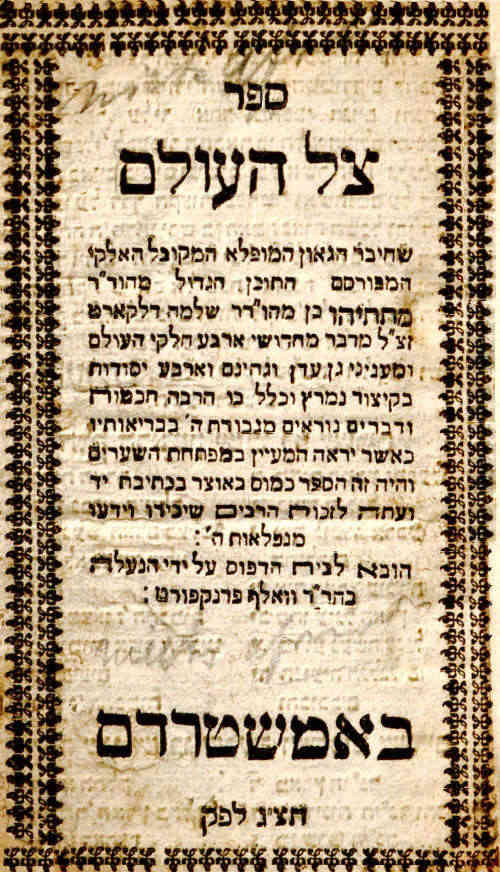 ספר
צל העולם
שחיבר הגאון המופלא המקובל האלקי
המפורסם התוכן הגדול מהור״ר
מתתיהו בן מהו״רר שלמה דלקארט
זצ״ל מדבר מחדושי ארבע חלקי העולם
ומעניני גן עדן וגהינם וארבע יסודות
בקיצור נמרץ וכלל בו הרבה חכמות
ודברים נוראים מגבורת ה׳ בבריאותיו
כאשר יראה המעיין במפתחת השערים
והיה זה הספר כמוס באוצר בכתיבת יד
ועתה לזכות הרבים שיכירו וידעו
מנפלאות ה׳:
הובא לבית הדפוס על ידי הנעלה
כהר״ר וואלף פרנקפורט:
באמשטרדם
תצ״ג לפק